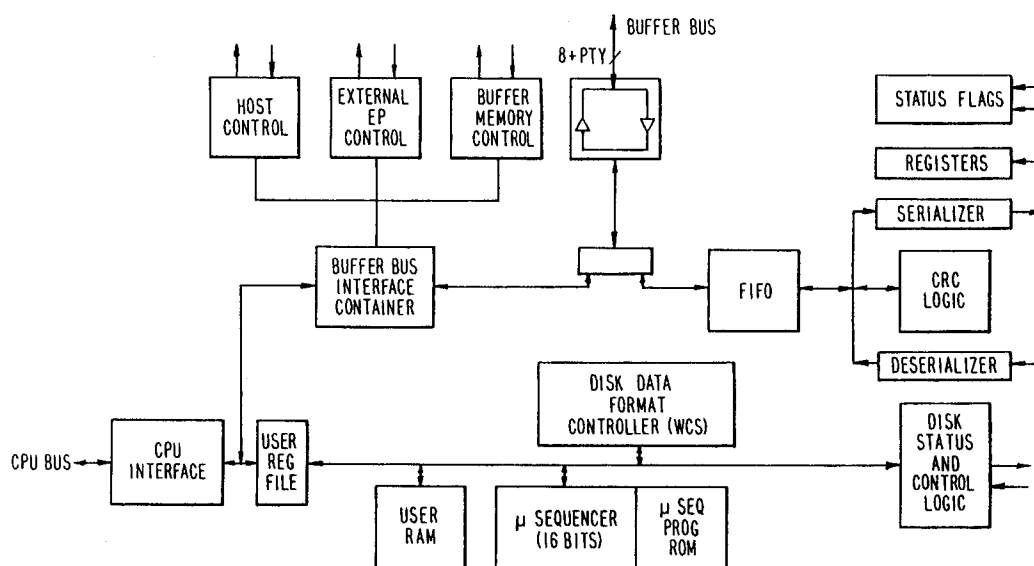 BUFFER BUS
8+PTY
HOST
CONTROL
EXTERNAL
EP
CONTROL
BUFFER
MEMORY
CONTROL
STATUS FLAGS
REGISTERS
SERIALIZER
BUFFER BUS
INTERFACE
CONTAINER
FIFO
CRC
LOGIC
DESERIALIZER
DISK DATA
FORMAT
CONTROLLER (WCS)
CPU BUS
CPU
INTERFACE
USER
REG
FILE
DISK
STATUS
AND
CONTROL
LOGIC
USER
RAM
μ SEQUENCER
(16 BITS)
μ SEQ
PROG
ROM